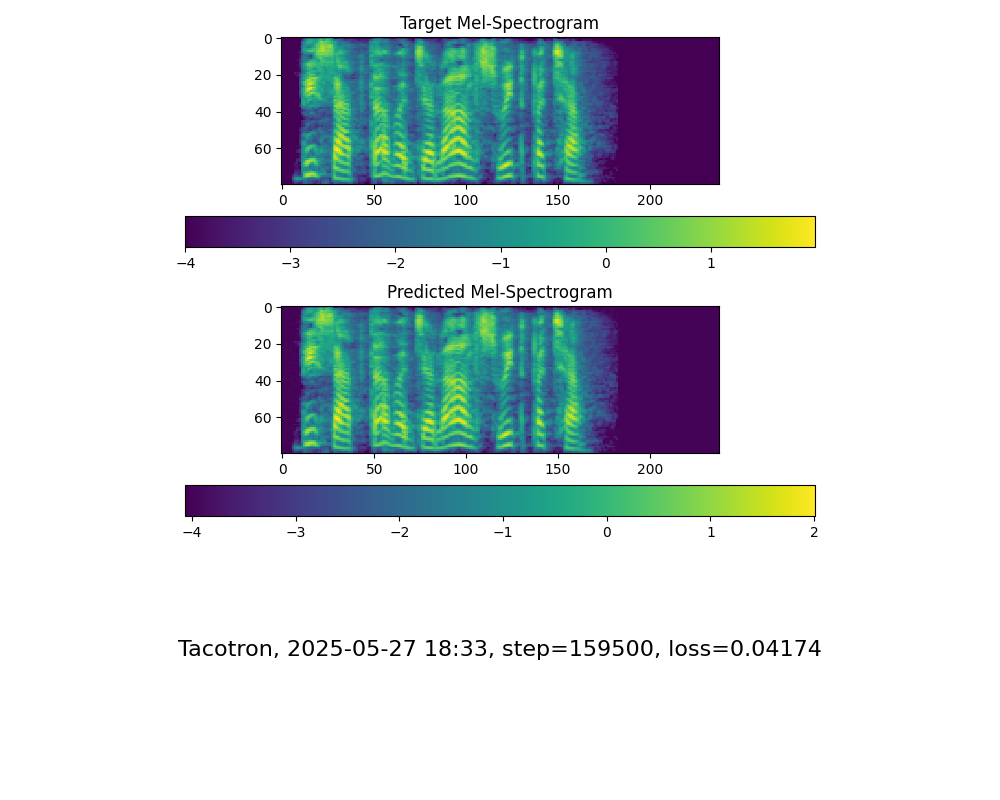 Target Mel-Spectrogram
0
20
40
60
0 50 100 150 200
−4 −3 −2 −1 0 1
Predicted Mel-Spectrogram
0
20
40
60
0 50 100 150 200
−4 −3 −2 −1 0 1 2
Tacotron, 2025-05-27 18:33, step=159500, loss=0.04174